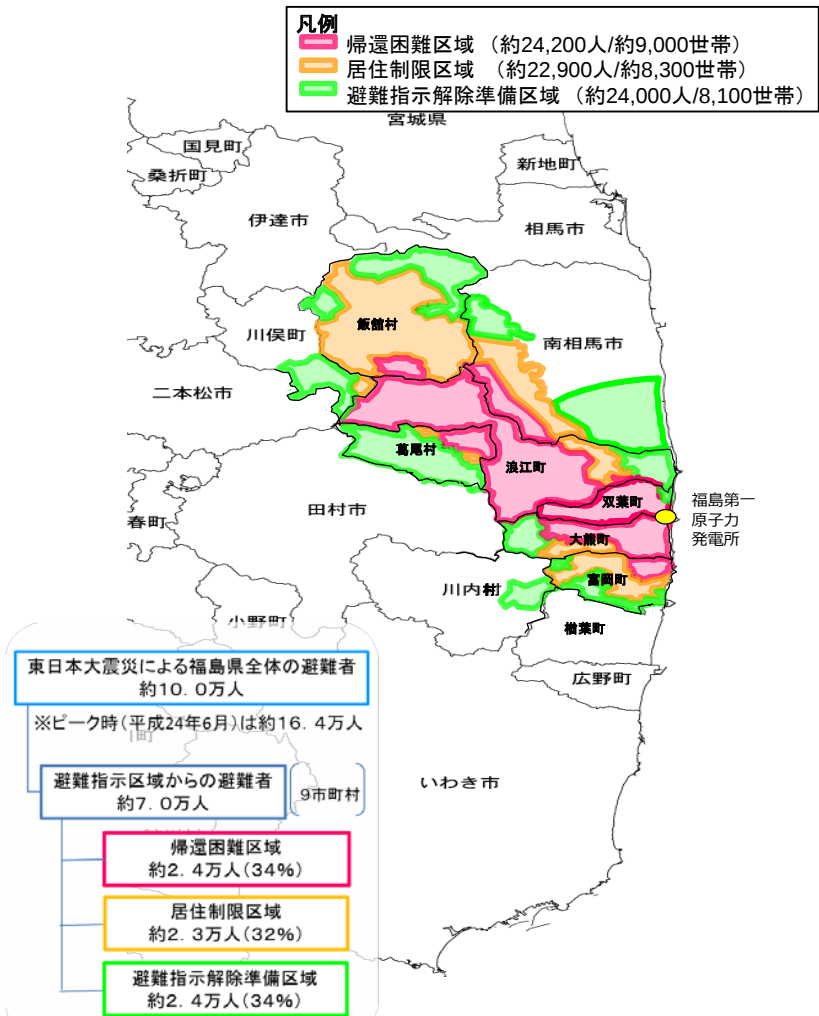 凡例
帰還困難区域 （約24,200人/約9,000世帯）
居住制限区域 （約22,900人/約8,300世帯）
避難指示解除準備区域 （約24,000人/8,100世帯）
宮城県
国見町
桑折町
新地町
伊達市
相馬市
飯舘村
川俣町
南相馬市
二本松市
葛尾村
浪江町
田村市
双葉町
福島第一
原子力
発電所
春町
大熊町
川内村
富岡町
小野町
楢葉町
広野町
いわき市
東日本大震災による福島県全体の避難者
約10.0万人
※ピーク時(平成24年6月)は約16.4万人
町
避難指示区域からの避難者
約7.0万人
9市町村
帰還困難区域
約2.4万人(34%)
居住制限区域
約2.3万人(32%)
避難指示解除準備区域
約2.4万人(34%)